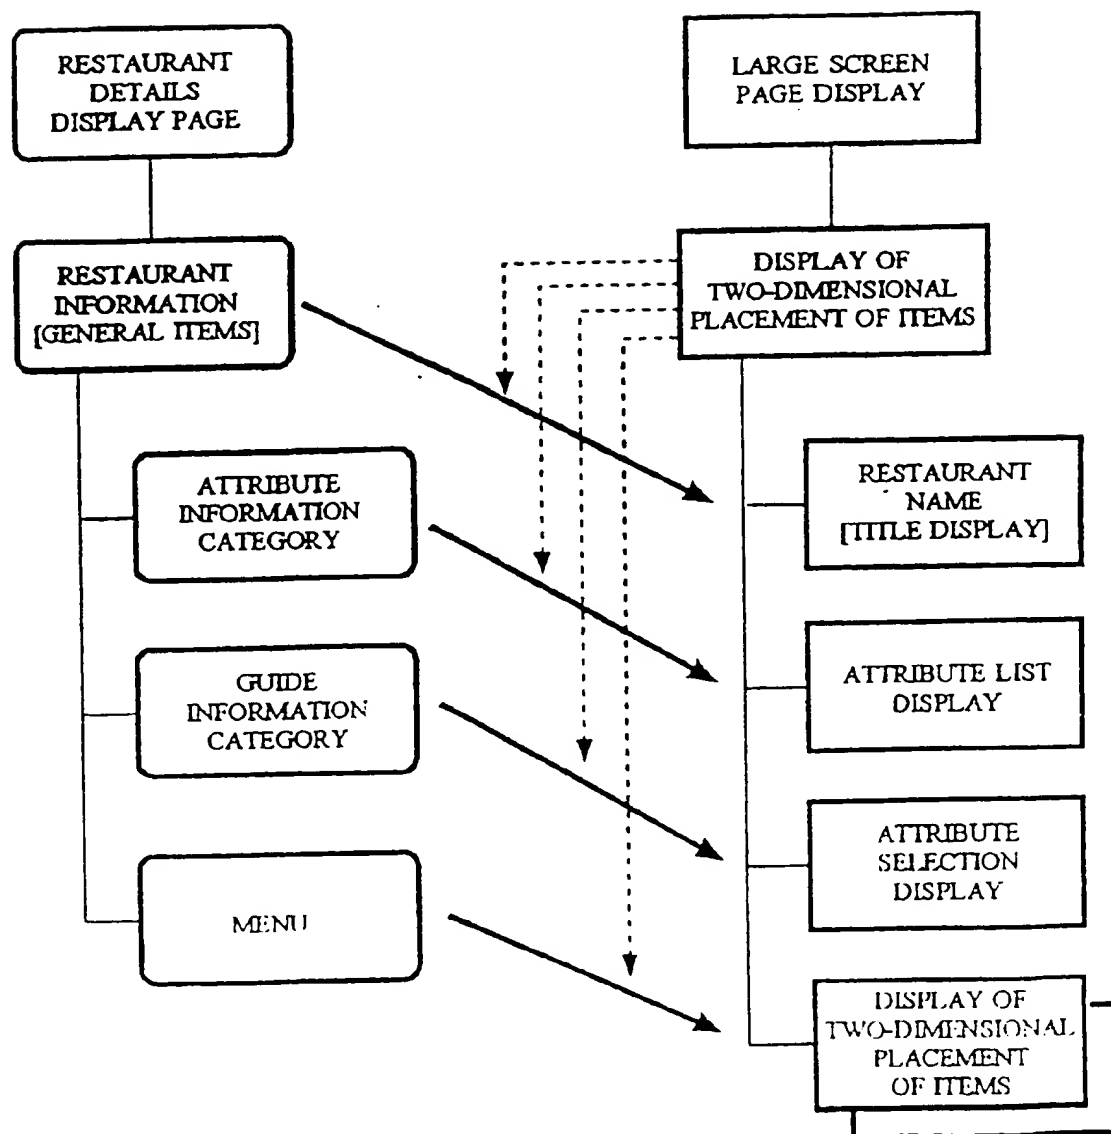 RESTAURANT
DETAILS
DISPLAY PAGE
RESTAURANT
INFORMATION
[GENERAL ITEMS]
ATTRIBUTE
INFORMATION
CATEGORY
GUIDE
INFORMATION
CATEGORY
MENU
LARGE SCREEN
PAGE DISPLAY
DISPLAY OF
TWO-DIMENSIONAL
PLACEMENT OF ITEMS
RESTAURANT
NAME
[TITLE DISPLAY]
ATTRIBUTE LIST
DISPLAY
ATTRIBUTE
SELECTION
DISPLAY
DISPLAY OF
TWO-DIMENSIONAL
PLACEMENT
OF ITEMS